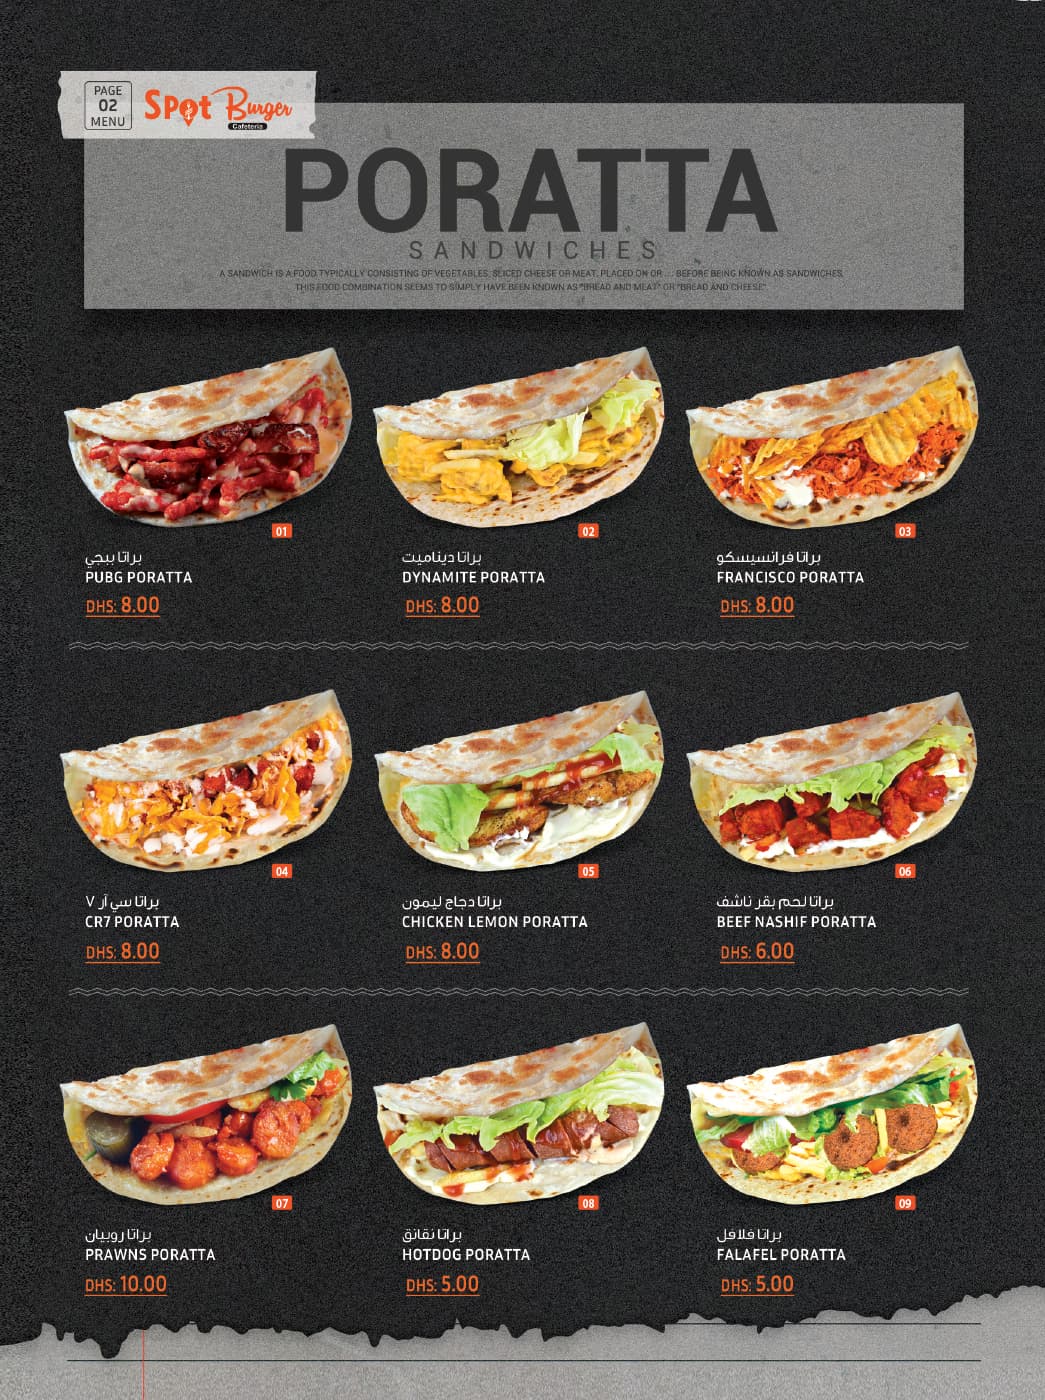 PAGE
02
MENU
Spot Burger
Cafeteria
PORATTA
SANDWICHES
A SANDWICH IS A FOOD TYPICALLY CONSISTING OF VEGETABLES, SLICED CHEESE OR MEAT, PLACED ON OR .... BEFORE BEING KNOWN AS SANDWICHES,
THIS FOOD COMBINATION SEEMS TO SIMPLY HAVE BEEN KNOWN AS "BREAD AND MEAT" OR "BREAD AND CHEESE".
01
براتا ببجي
PUBG PORATTA
DHS: 8.00
02
براتا ديناميت
DYNAMITE PORATTA
DHS: 8.00
03
براتا فرانسيسكو
FRANCISCO PORATTA
DHS: 8.00
04
براتا سي آر ٧
CR7 PORATTA
DHS: 8.00
05
براتا دجاج ليمون
CHICKEN LEMON PORATTA
DHS: 8.00
06
براتا لحم بقر ناشف
BEEF NASHIF PORATTA
DHS: 6.00
07
براتا روبيان
PRAWNS PORATTA
DHS: 10.00
08
براتا نقانق
HOTDOG PORATTA
DHS: 5.00
09
براتا فلافل
FALAFEL PORATTA
DHS: 5.00